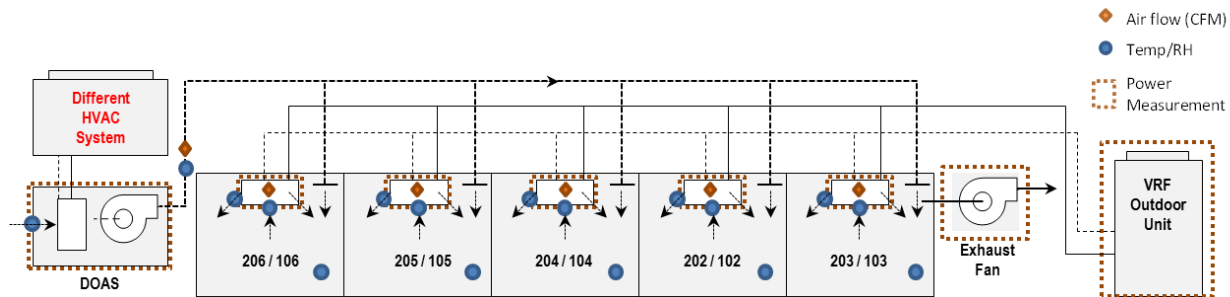 Air flow (CFM)
Temp/RH
Power
Measurement
Different
HVAC
System
DOAS
206 / 106
205 / 105
204 / 104
202 / 102
203 / 103
Exhaust
Fan
VRF
Outdoor
Unit